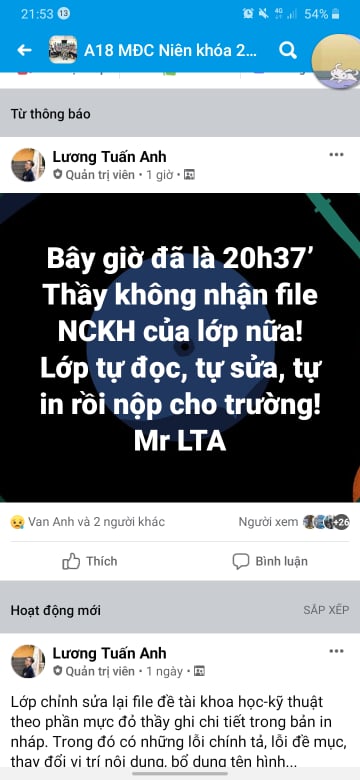 21:53 13 54%
A18 MĐC Niên khóa 2...
Từ thông báo
Lương Tuấn Anh
Quản trị viên • 1 giờ •
Bây giờ đã là 20h37’
Thầy không nhận file
NCKH của lớp nữa!
Lớp tự đọc, tự sửa, tự
in rồi nộp cho trường!
Mr LTA
Van Anh và 2 người khác Người xem +26
Thích Bình luận
Hoạt động mới SẮP XẾP
Lương Tuấn Anh
Quản trị viên • 1 ngày •
Lớp chỉnh sửa lại file đề tài khoa học-kỹ thuật
theo phần mực đỏ thầy ghi chi tiết trong bản in
nháp. Trong đó có những lỗi chính tả, lỗi đề mục,
thay đổi vị trí nội dung, bổ dung tên hình...